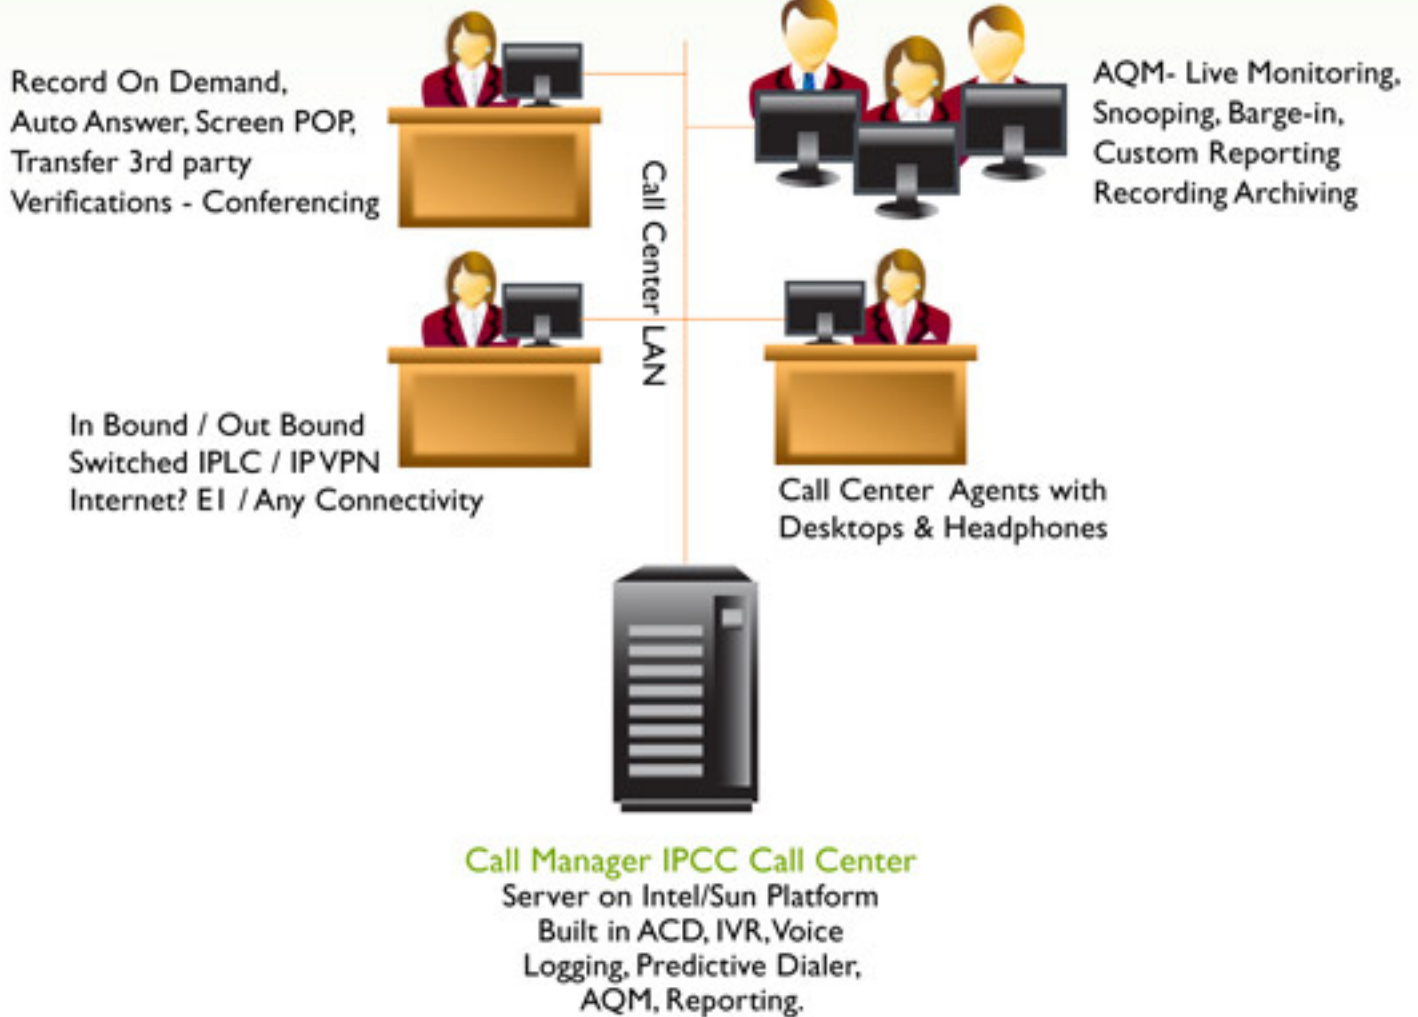 Record On Demand,
Auto Answer, Screen POP,
Transfer 3rd party
Verifications - Conferencing
AQM- Live Monitoring,
Snooping, Barge-in,
Custom Reporting
Recording Archiving
Call Center LAN
In Bound / Out Bound
Switched IPLC / IP VPN
Internet? E1 / Any Connectivity
Call Center Agents with
Desktops & Headphones
Call Manager IPCC Call Center
Server on Intel/Sun Platform
Built in ACD, IVR, Voice
Logging, Predictive Dialer,
AQM, Reporting.